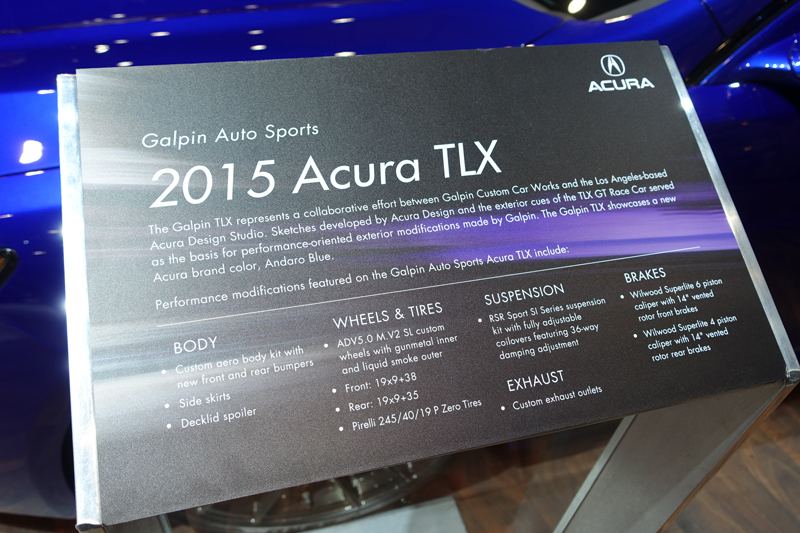 ACURA
Galpin Auto Sports
2015 Acura TLX
The Galpin TLX represents a collaborative effort between Galpin Custom Car Works and the Los Angeles-based
Acura Design Studio. Sketches developed by Acura Design and the exterior cues of the TLX GT Race Car served
as the basis for performance-oriented exterior modifications made by Galpin. The Galpin TLX showcases a new
Acura brand color, Andaro Blue.
Performance modifications featured on the Galpin Auto Sports Acura TLX include:
BODY
• Custom aero body kit with
new front and rear bumpers
• Side skirts
• Decklid spoiler
WHEELS & TIRES
• ADV5.0 M.V2 SL custom
wheels with gunmetal inner
and liquid smoke outer
• Front: 19x9+38
• Rear: 19x9+35
• Pirelli 245/40/19 P Zero Tires
SUSPENSION
• RSR Sport SI Series suspension
kit with fully adjustable
coilovers featuring 36-way
damping adjustment
EXHAUST
• Custom exhaust outlets
BRAKES
• Wilwood Superlite 6 piston
caliper with 14" vented
rotor front brakes
• Wilwood Superlite 4 piston
caliper with 14" vented
rotor rear brakes